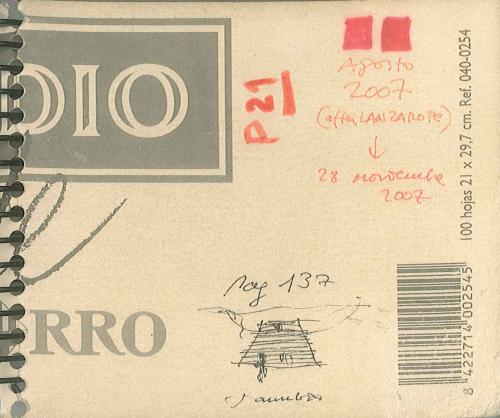 DIO
P21
Agosto
2007
(after LANZAROTE)
↓
28 noviembre
2007
100 hojas 21 x 29,7 cm. Ref. 040-0254
pag 137
RRO
8 422714 002545